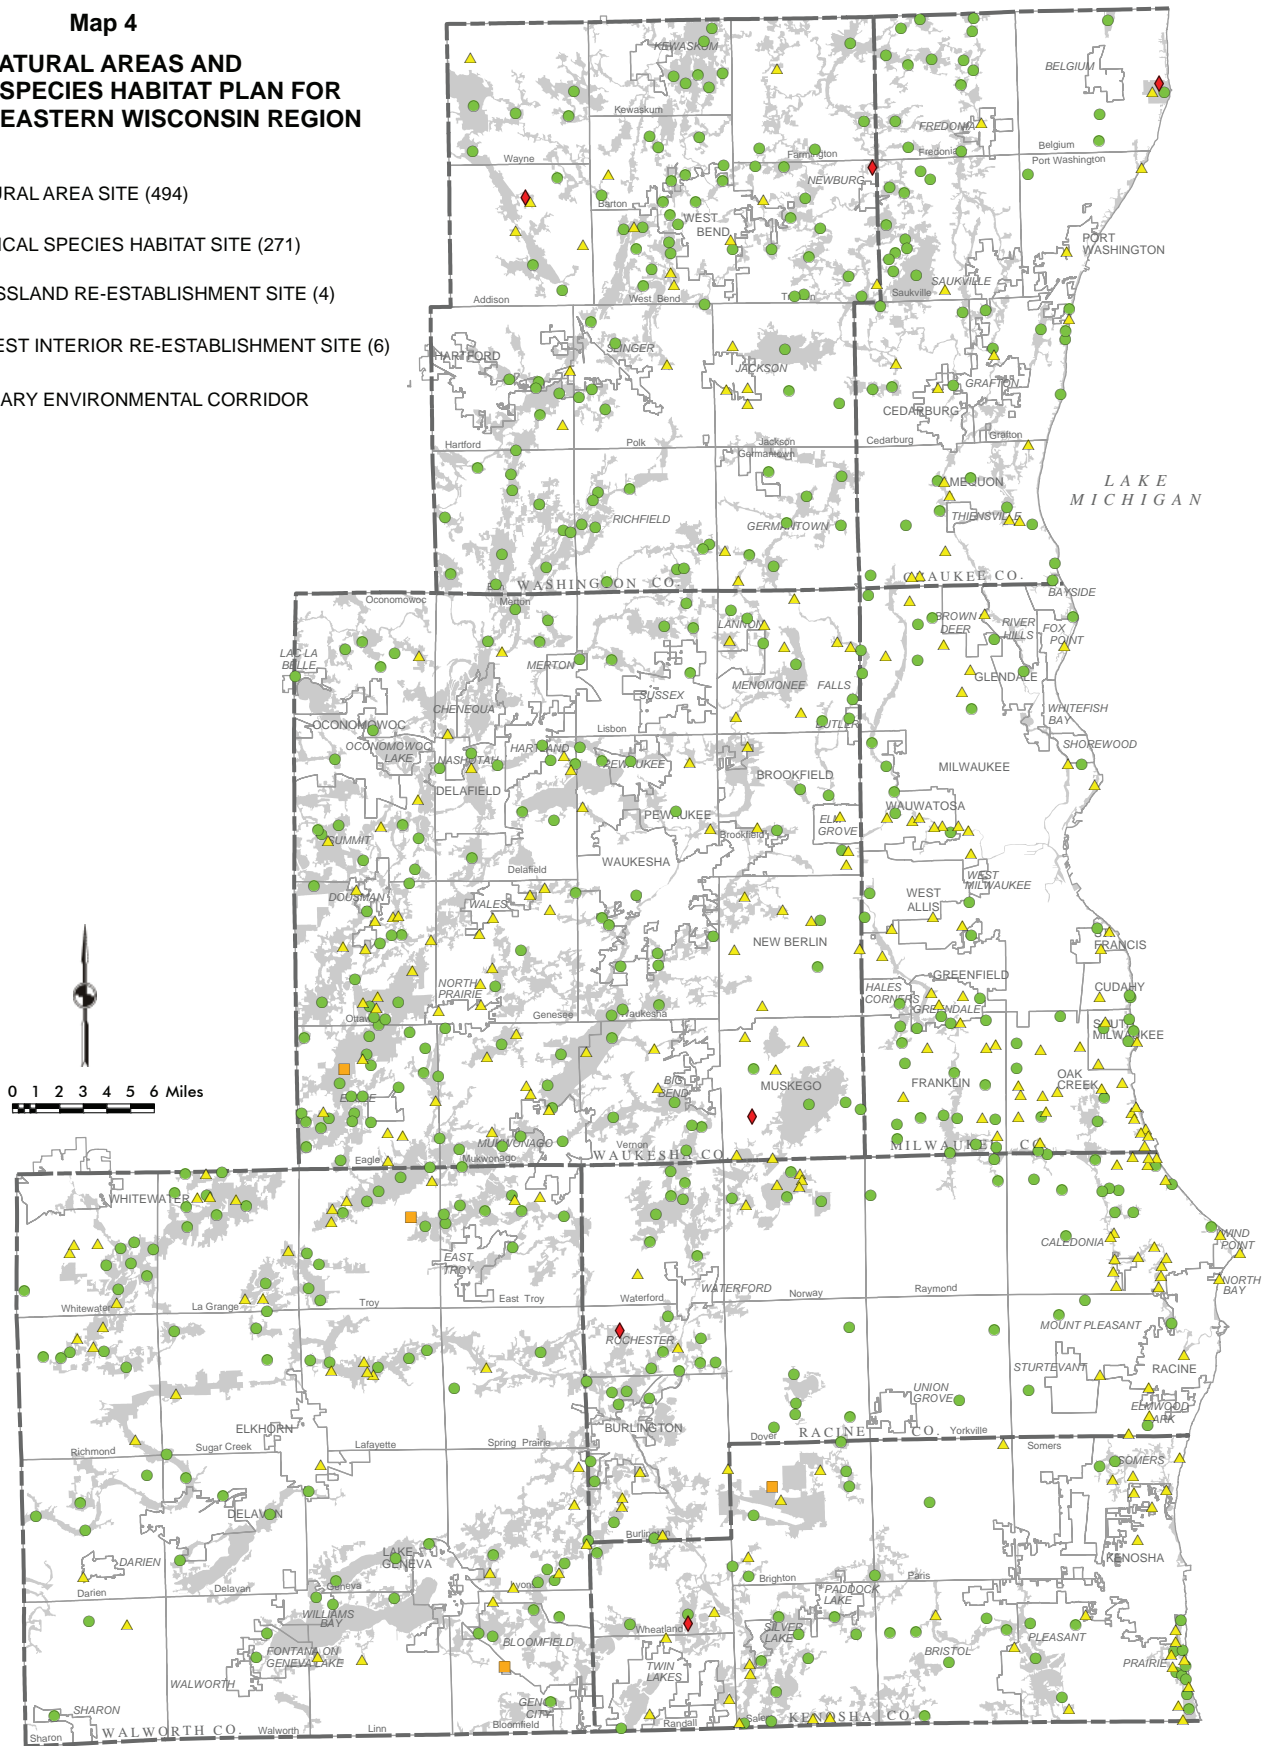 Map 4
ATURAL AREAS AND
SPECIES HABITAT PLAN FOR
EASTERN WISCONSIN REGION
URAL AREA SITE (494)
ICAL SPECIES HABITAT SITE (271)
SSLAND RE-ESTABLISHMENT SITE (4)
EST INTERIOR RE-ESTABLISHMENT SITE (6)
ARY ENVIRONMENTAL CORRIDOR
KEWASKUM
BELGIUM
Kewaskum
FREDONIA
Wayne
Farmington
Fredonia
Belgium
Port Washington
NEWBURG
Barton
WEST
BEND
PORT
WASHINGTON
SAUKVILLE
Addison
West Bend
Trenton
Saukville
HARTFORD
SLINGER
JACKSON
GRAFTON
CEDARBURG
Hartford
Polk
Jackson
Germantown
Cedarburg
Grafton
LAKE
MICHIGAN
MEQUON
THIENSVILLE
RICHFIELD
GERMANTOWN
WASHINGTON CO.
OZAUKEE CO.
Oconomowoc
Merton
BAYSIDE
LANNON
BROWN
DEER
RIVER
HILLS
FOX
POINT
LAC LA
BELLE
MERTON
SUSSEX
MENOMONEE FALLS
GLENDALE
CHENEQUA
WHITEFISH
BAY
OCONOMOWOC
Lisbon
BUTLER
OCONOMOWOC
LAKE
NASHOTAH
HARTLAND
PEWAUKEE
SHOREWOOD
BROOKFIELD
MILWAUKEE
DELAFIELD
WAUWATOSA
PEWAUKEE
ELM
GROVE
Brookfield
SUMMIT
WAUKESHA
Delafield
WEST
MILWAUKEE
DOUSMAN
WALES
WEST
ALLIS
NEW BERLIN
ST.
FRANCIS
GREENFIELD
NORTH
PRAIRIE
HALES
CORNERS
GREENDALE
CUDAHY
Ottawa
Genesee
Waukesha
SOUTH
MILWAUKEE
0 1 2 3 4 5 6 Miles
EAGLE
BIG
BEND
MUSKEGO
FRANKLIN
OAK
CREEK
MUKWONAGO
Vernon
Eagle
Mukwonago
WAUKESHA CO.
MILWAUKEE CO.
WHITEWATER
EAST
TROY
CALEDONIA
WIND
POINT
WATERFORD
NORTH
BAY
Whitewater
La Grange
Troy
East Troy
Waterford
Norway
Raymond
ROCHESTER
MOUNT PLEASANT
STURTEVANT
RACINE
UNION
GROVE
ELMWOOD
PARK
ELKHORN
BURLINGTON
Dover
RACINE CO.
Yorkville
Richmond
Sugar Creek
Lafayette
Spring Prairie
Somers
SOMERS
DELAVAN
Burlington
KENOSHA
DARIEN
LAKE
GENEVA
Darien
Delavan
Geneva
Lyons
Brighton
Paris
PADDOCK
LAKE
WILLIAMS
BAY
BLOOMFIELD
Wheatland
SILVER
LAKE
BRISTOL
PLEASANT
PRAIRIE
FONTANA ON
GENEVA LAKE
TWIN
LAKES
WALWORTH
GENOA
CITY
SHARON
Sharon
WALWORTH CO.
Walworth
Linn
Bloomfield
Randall
Salem
KENOSHA CO.